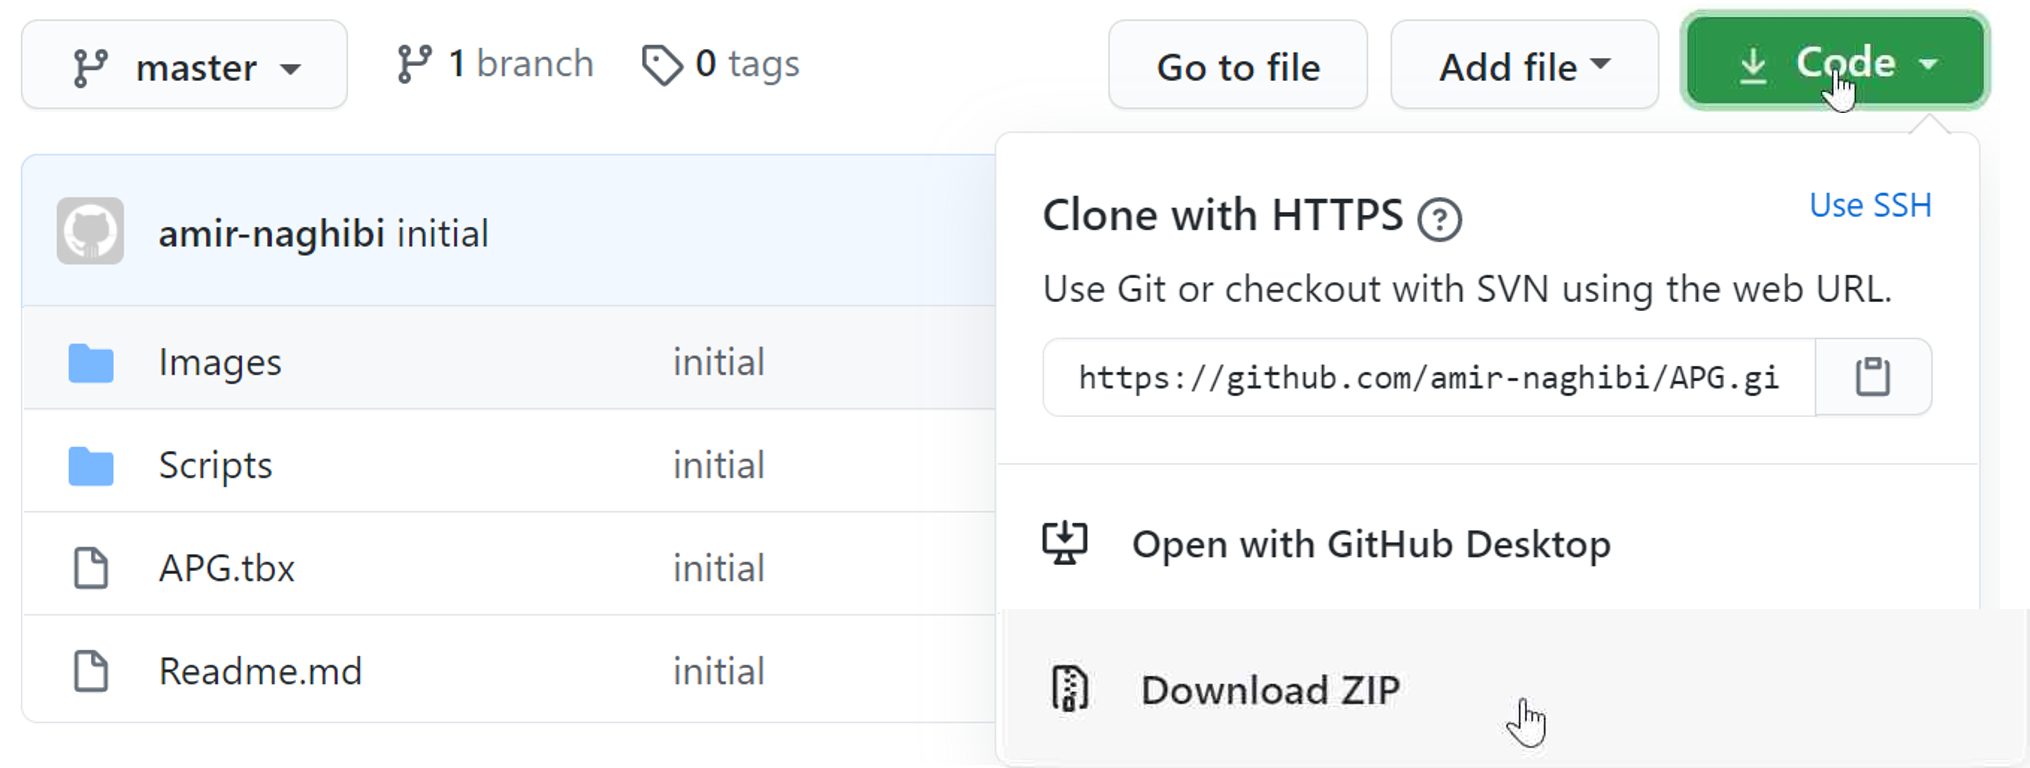 master 1 branch 0 tags Go to file Add file Code
amir-naghibi initial
Images initial
Scripts initial
APG.tbx initial
Readme.md initial
Clone with HTTPS ? Use SSH
Use Git or checkout with SVN using the web URL.
https://github.com/amir-naghibi/APG.gi
Open with GitHub Desktop
Download ZIP